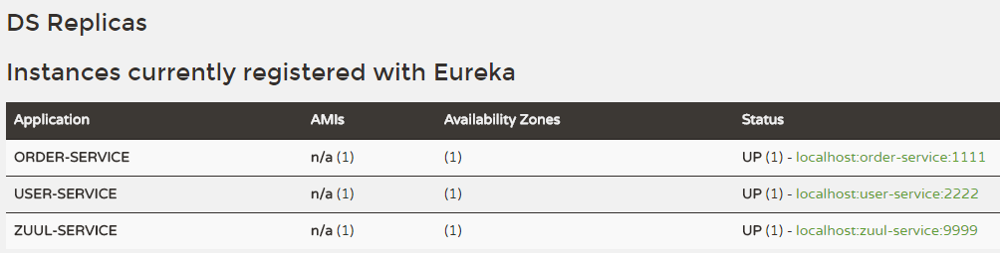 DS Replicas
Instances currently registered with Eureka
Application AMIs Availability Zones Status
ORDER-SERVICE n/a (1) (1) UP (1) - localhost:order-service:1111
USER-SERVICE n/a (1) (1) UP (1) - localhost:user-service:2222
ZUUL-SERVICE n/a (1) (1) UP (1) - localhost:zuul-service:9999